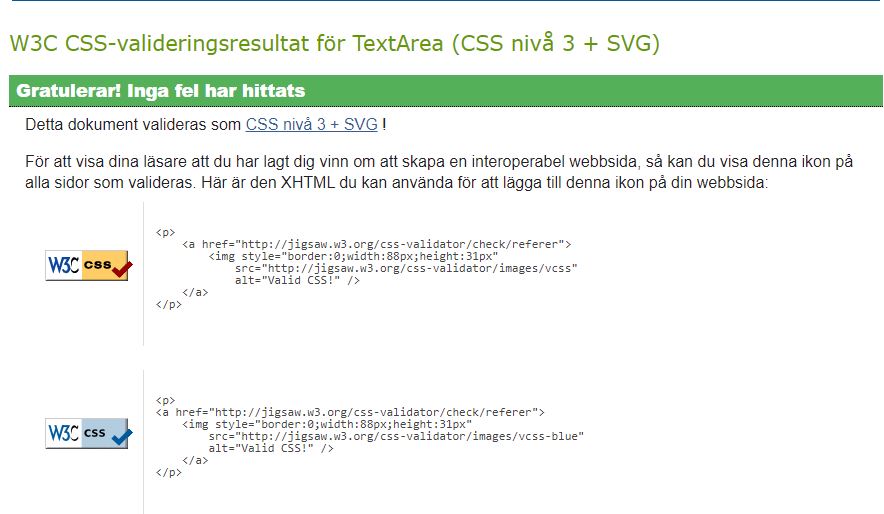 W3C CSS-valideringsresultat för TextArea (CSS nivå 3 + SVG)
Gratulerar! Inga fel har hittats
Detta dokument valideras som CSS nivå 3 + SVG !
För att visa dina läsare att du har lagt dig vinn om att skapa en interoperabel webbsida, så kan du visa denna ikon på
alla sidor som valideras. Här är den XHTML du kan använda för att lägga till denna ikon på din webbsida:
W3C css
<p>
<a href="http://jigsaw.w3.org/css-validator/check/referer">
<img style="border:0;width:88px;height:31px"
src="http://jigsaw.w3.org/css-validator/images/vcss"
alt="Valid CSS!" />
</a>
</p>
W3C css
<p>
<a href="http://jigsaw.w3.org/css-validator/check/referer">
<img style="border:0;width:88px;height:31px"
src="http://jigsaw.w3.org/css-validator/images/vcss-blue"
alt="Valid CSS!" />
</a>
</p>